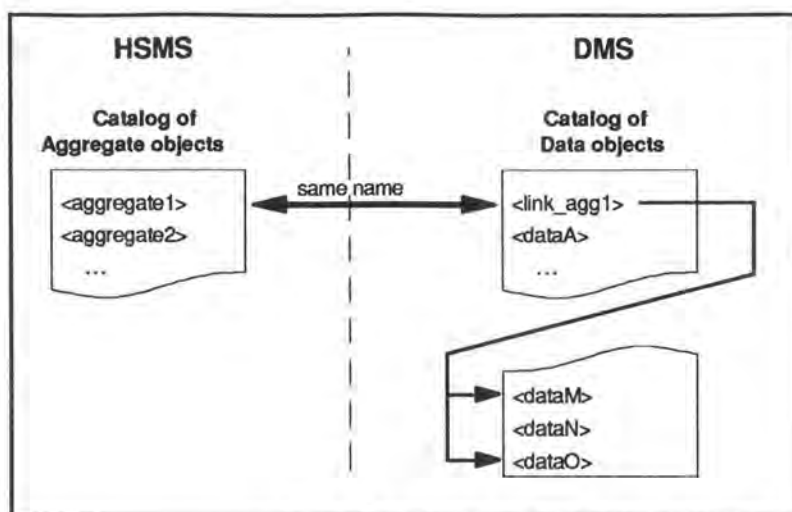 HSMS
DMS
Catalog of
Aggregate objects
Catalog of
Data objects
same name
<aggregate1>
<aggregate2>
...
<link_agg1>
<dataA>
...
<dataM>
<dataN>
<dataO>